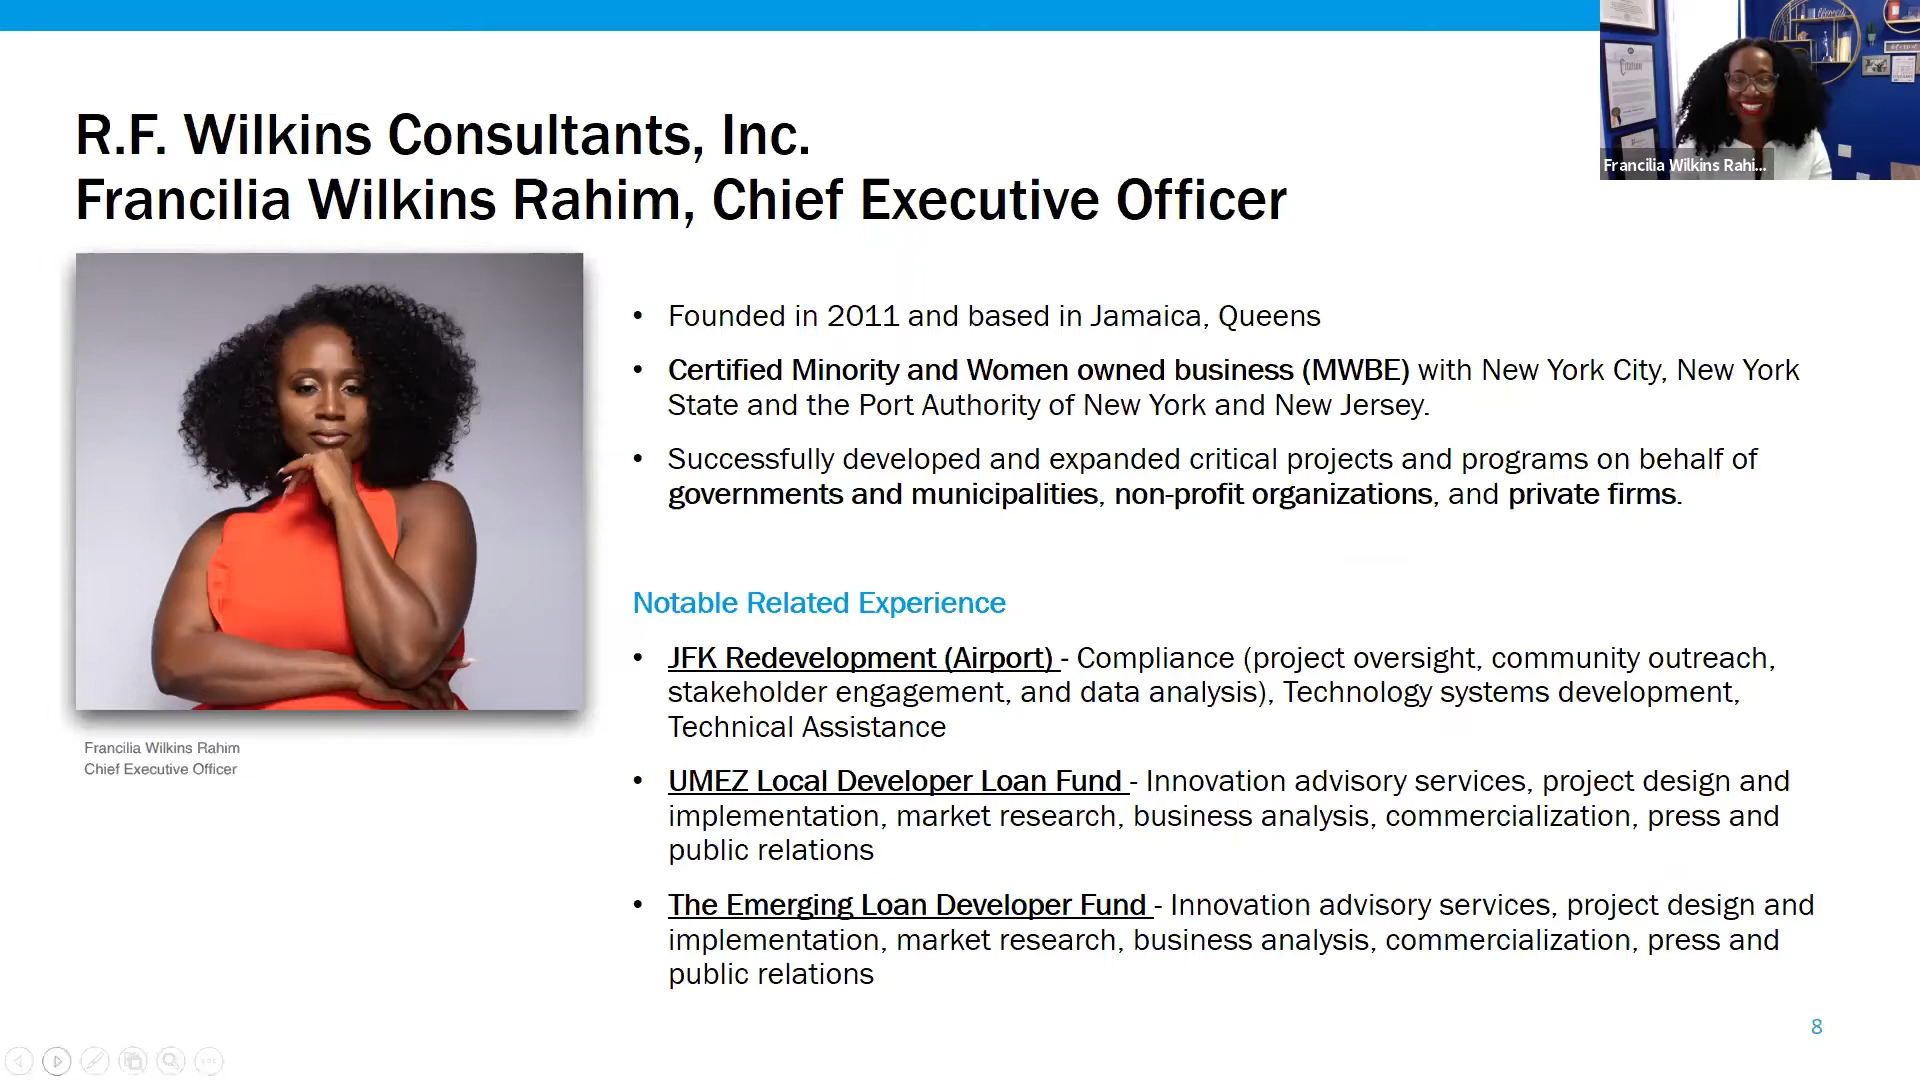 R.F. Wilkins Consultants, Inc.
Francilia Wilkins Rahim, Chief Executive Officer
Francilia Wilkins Rahi...
Citation
Francilia Wilkins Rahim
Chief Executive Officer
• Founded in 2011 and based in Jamaica, Queens
• Certified Minority and Women owned business (MWBE) with New York City, New York
State and the Port Authority of New York and New Jersey.
• Successfully developed and expanded critical projects and programs on behalf of
governments and municipalities, non-profit organizations, and private firms.
Notable Related Experience
• JFK Redevelopment (Airport) - Compliance (project oversight, community outreach,
stakeholder engagement, and data analysis), Technology systems development,
Technical Assistance
• UMEZ Local Developer Loan Fund - Innovation advisory services, project design and
implementation, market research, business analysis, commercialization, press and
public relations
• The Emerging Loan Developer Fund - Innovation advisory services, project design and
implementation, market research, business analysis, commercialization, press and
public relations
8